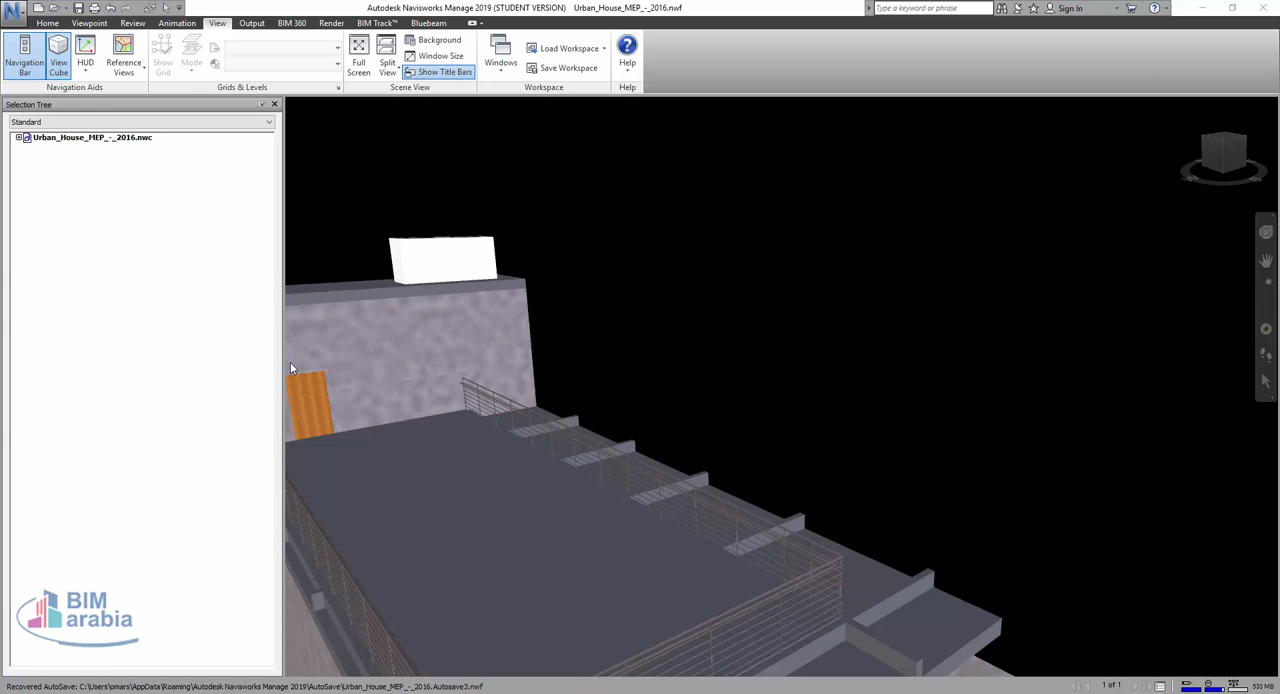 Autodesk Navisworks Manage 2019 (STUDENT VERSION) Urban_House_MEP_-_2016.nwf
Type a keyword or phrase
Sign In
Home Viewpoint Review Animation View Output BIM 360 Render BIM Track™ Bluebeam
Navigation Bar
View Cube
HUD
Reference Views
Show Grid
Mode
Full Screen
Split View
Background
Window Size
Show Title Bars
Windows
Load Workspace
Save Workspace
Help
Navigation Aids
Grids & Levels
Scene View
Workspace
Help
Selection Tree
Standard
Urban_House_MEP_-_2016.nwc
BIM
arabia
Recovered AutoSave: C:\Users\omars\AppData\Roaming\Autodesk Navisworks Manage 2019\AutoSave\Urban_House_MEP_-_2016.Autosave3.nwf
1 of 1
533 MB